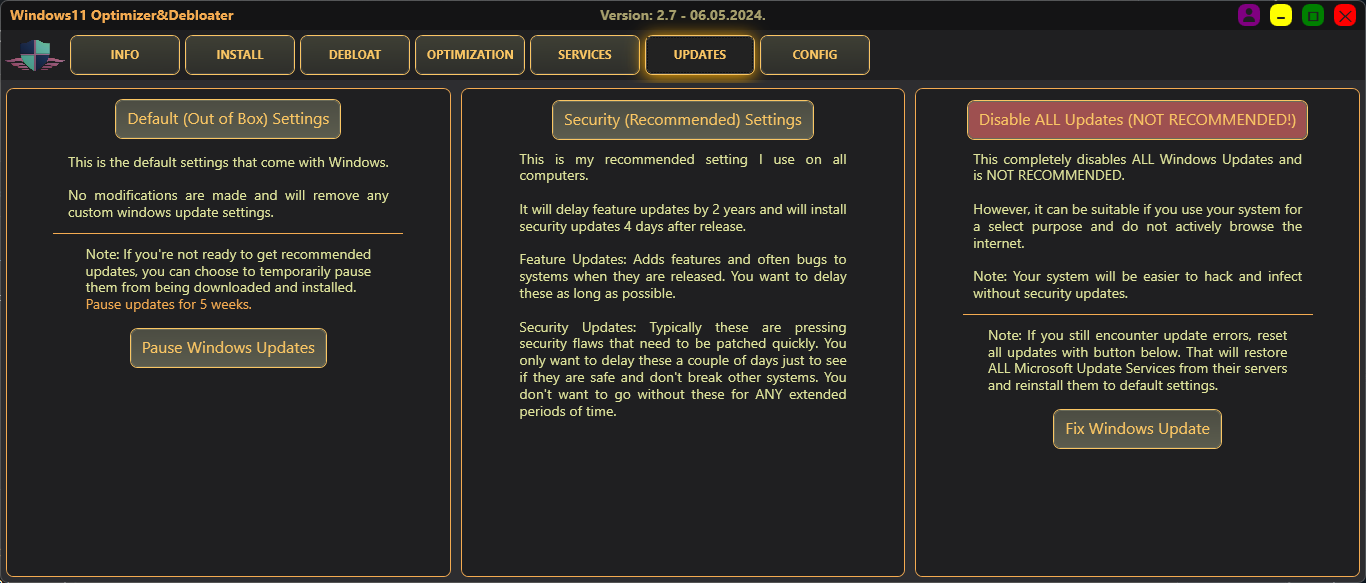 Windows11 Optimizer&Debloater
Version: 2.7 - 06.05.2024.
INFO
INSTALL
DEBLOAT
OPTIMIZATION
SERVICES
UPDATES
CONFIG
Default (Out of Box) Settings
This is the default settings that come with Windows.
No modifications are made and will remove any
custom windows update settings.
Note: If you're not ready to get recommended
updates, you can choose to temporarily pause
them from being downloaded and installed.
Pause updates for 5 weeks.
Pause Windows Updates
Security (Recommended) Settings
This is my recommended setting I use on all
computers.
It will delay feature updates by 2 years and will install
security updates 4 days after release.
Feature Updates: Adds features and often bugs to
systems when they are released. You want to delay
these as long as possible.
Security Updates: Typically these are pressing
security flaws that need to be patched quickly. You
only want to delay these a couple of days just to see
if they are safe and don't break other systems. You
don't want to go without these for ANY extended
periods of time.
Disable ALL Updates (NOT RECOMMENDED!)
This completely disables ALL Windows Updates and
is NOT RECOMMENDED.
However, it can be suitable if you use your system for
a select purpose and do not actively browse the
internet.
Note: Your system will be easier to hack and infect
without security updates.
Note: If you still encounter update errors, reset
all updates with button below. That will restore
ALL Microsoft Update Services from their servers
and reinstall them to default settings.
Fix Windows Update